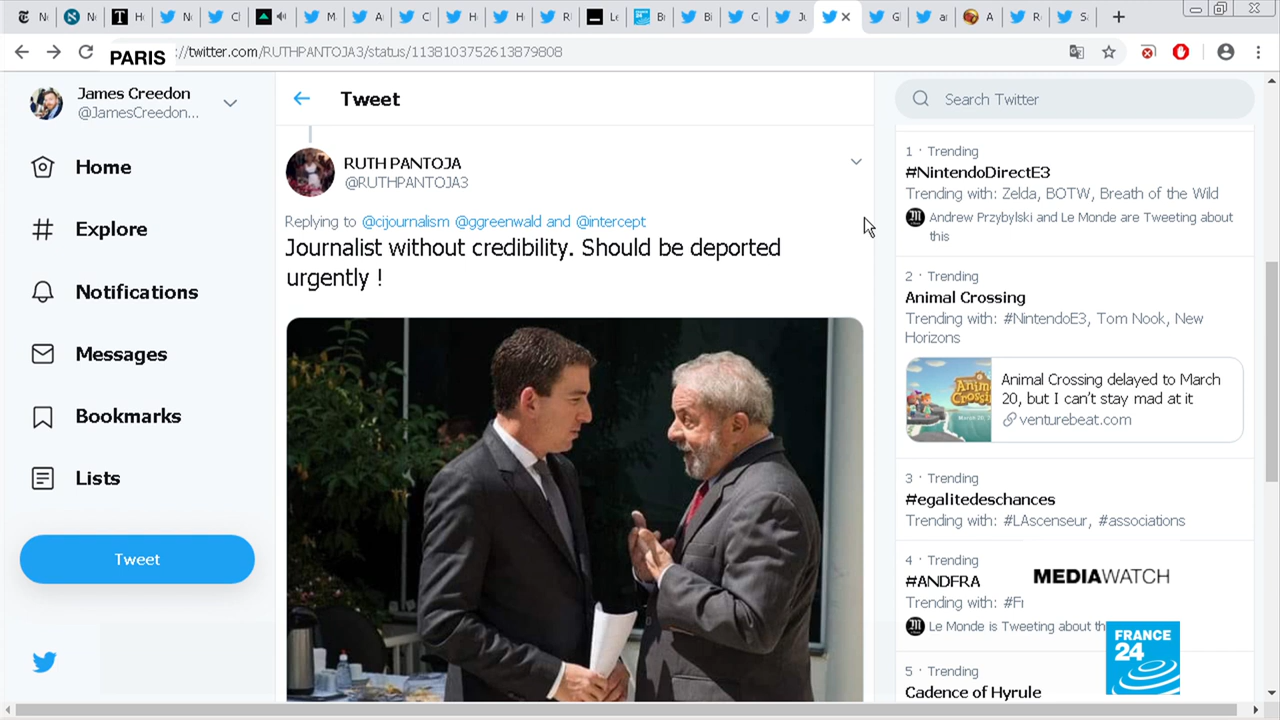 PARIS
://twitter.com/RUTHPANTOJA3/status/1138103752613879808
James Creedon
@JamesCreedon...
Home
Explore
Notifications
Messages
Bookmarks
Lists
Tweet
Tweet
RUTH PANTOJA
@RUTHPANTOJA3
Replying to @cijournalism @ggreenwald and @intercept
Journalist without credibility. Should be deported
urgently !
Search Twitter
1 · Trending
#NintendoDirectE3
Trending with: Zelda, BOTW, Breath of the Wild
Andrew Przybylski and Le Monde are Tweeting about
this
2 · Trending
Animal Crossing
Trending with: #NintendoE3, Tom Nook, New
Horizons
Animal Crossing delayed to March
20, but I can't stay mad at it
venturebeat.com
3 · Trending
#egalitedeschances
Trending with: #LAscenseur, #associations
4 · Trending
#ANDFRA
Trending with:
Le Monde is Tweeting about
5 · Trending
Cadence of Hyrule
MEDIAWATCH
FRANCE
24